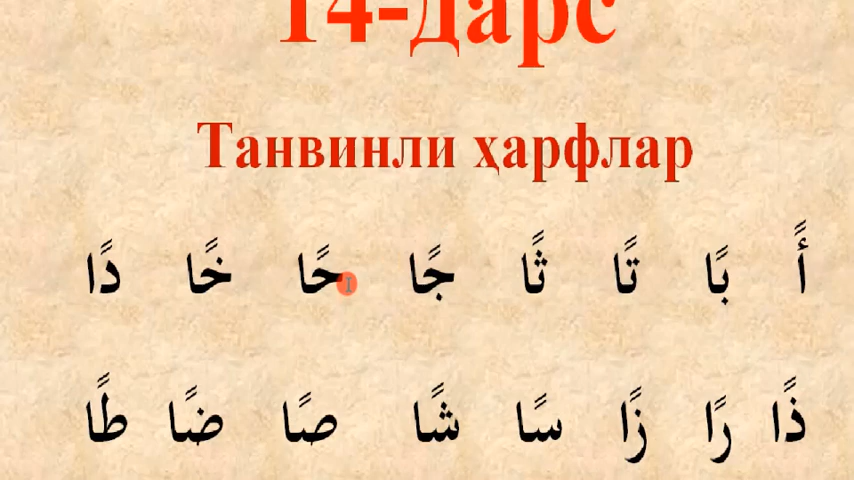 14-дарс
Танвинли ҳарфлар
أً بًا تًا ثًا جًا حًا خًا دًا
ذًا رًا زًا سًا شًا صًا ضًا طًا